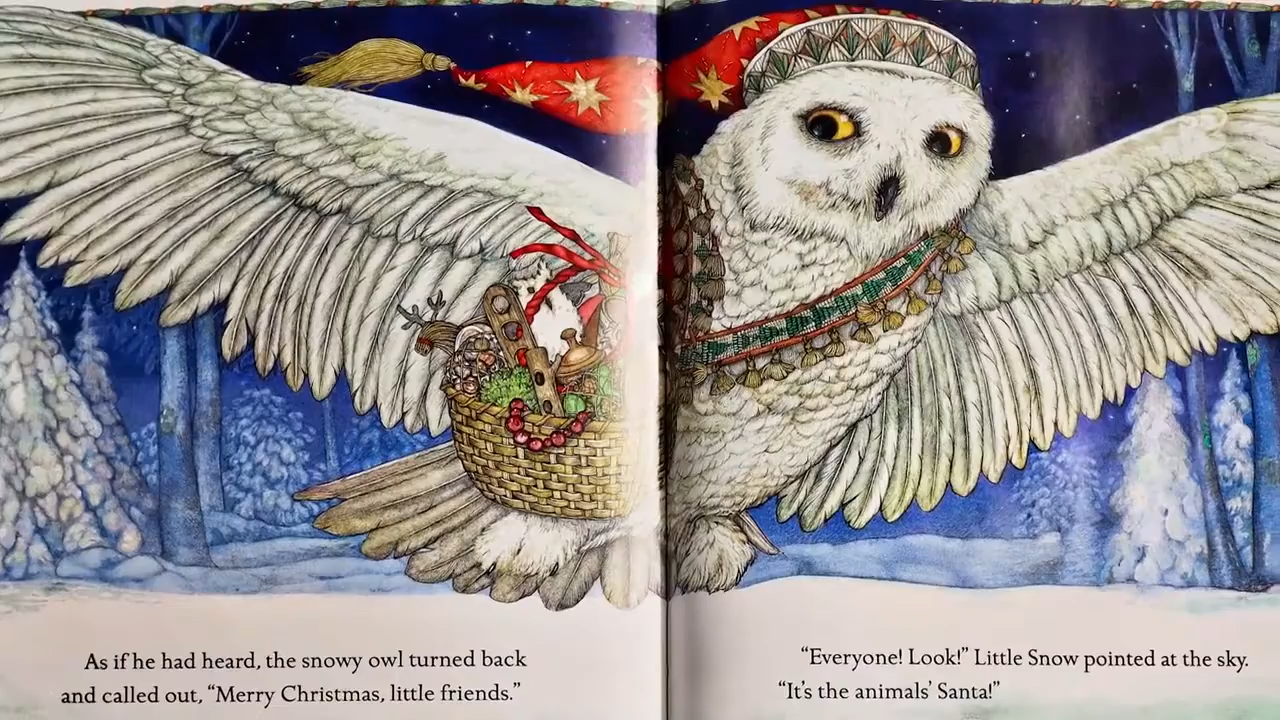 As if he had heard, the snowy owl turned back
and called out, “Merry Christmas, little friends.”
“Everyone! Look!” Little Snow pointed at the sky.
“It’s the animals’ Santa!”